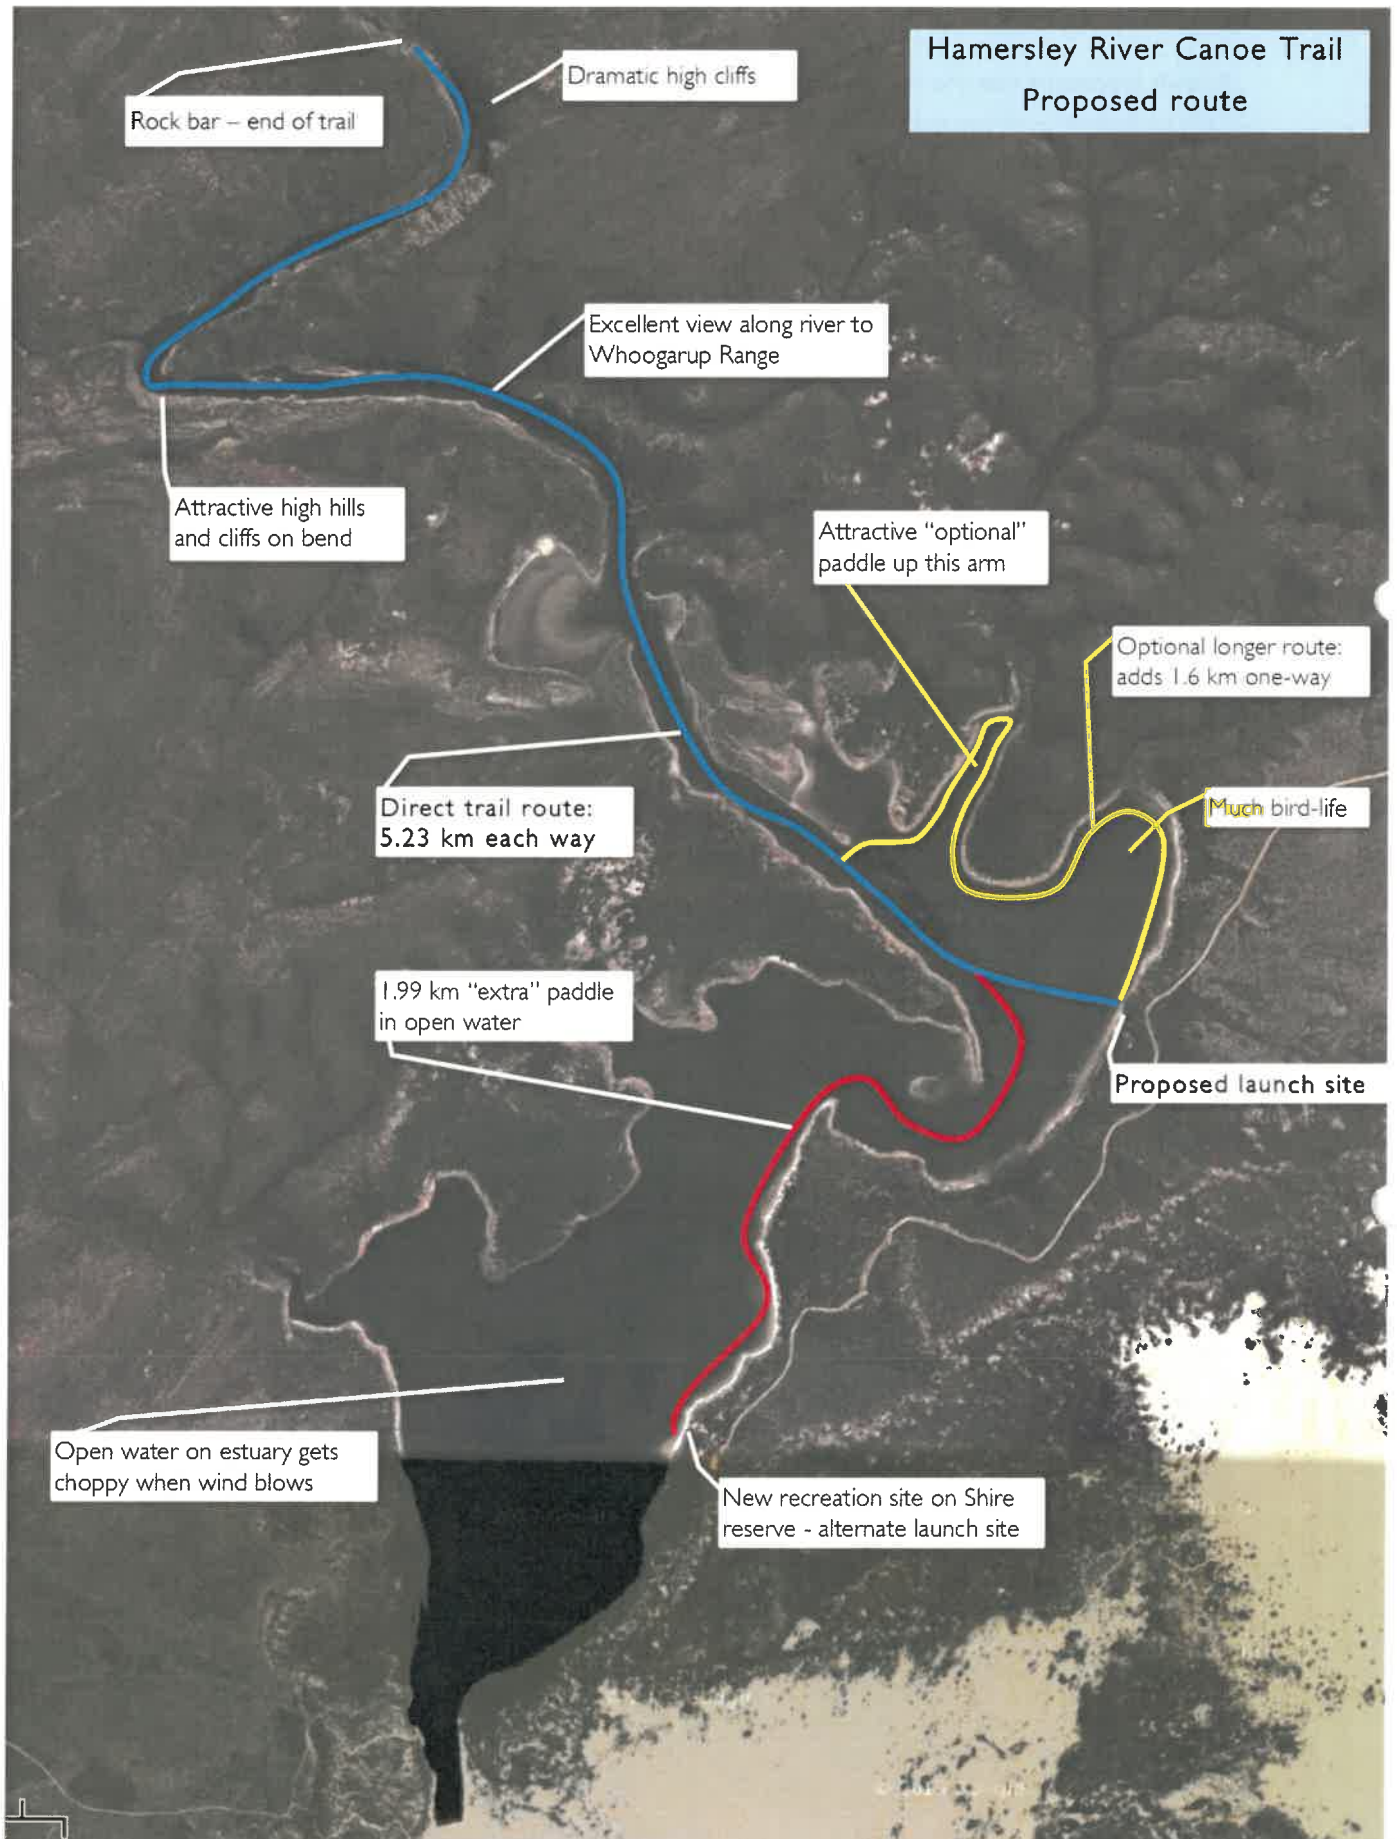 Hamersley River Canoe Trail
Proposed route
Dramatic high cliffs
Rock bar – end of trail
Excellent view along river to
Whoogarup Range
Attractive high hills
and cliffs on bend
Attractive “optional”
paddle up this arm
Optional longer route:
adds 1.6 km one-way
Direct trail route:
5.23 km each way
Much bird-life
1.99 km “extra” paddle
in open water
Proposed launch site
Open water on estuary gets
choppy when wind blows
New recreation site on Shire
reserve - alternate launch site